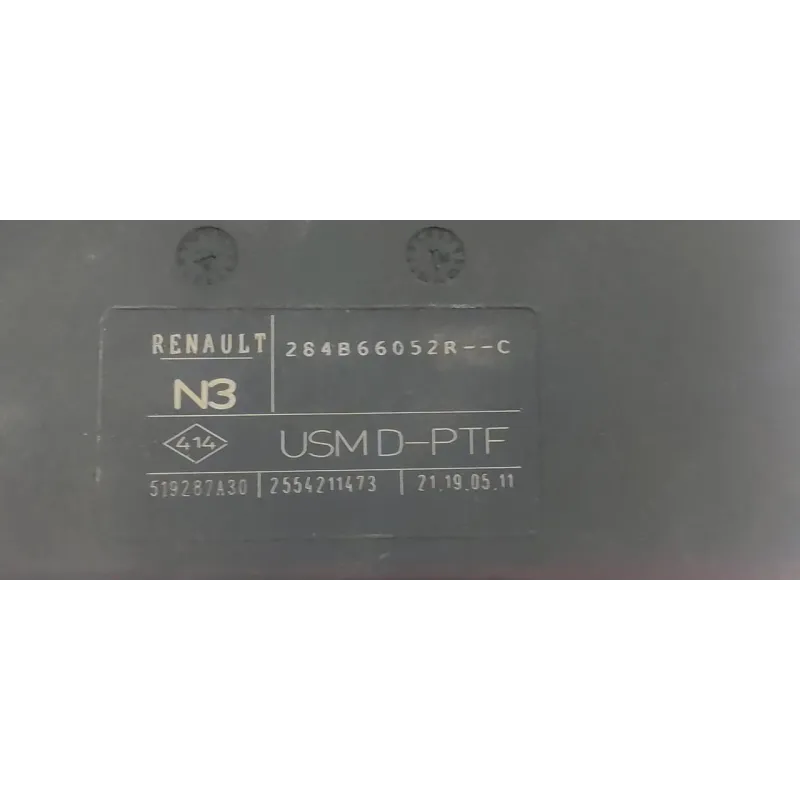 RENAULT
284B66052R--C
N3
414
USM D-PTF
519287A30 | 2554211473 | 21.19.05.11